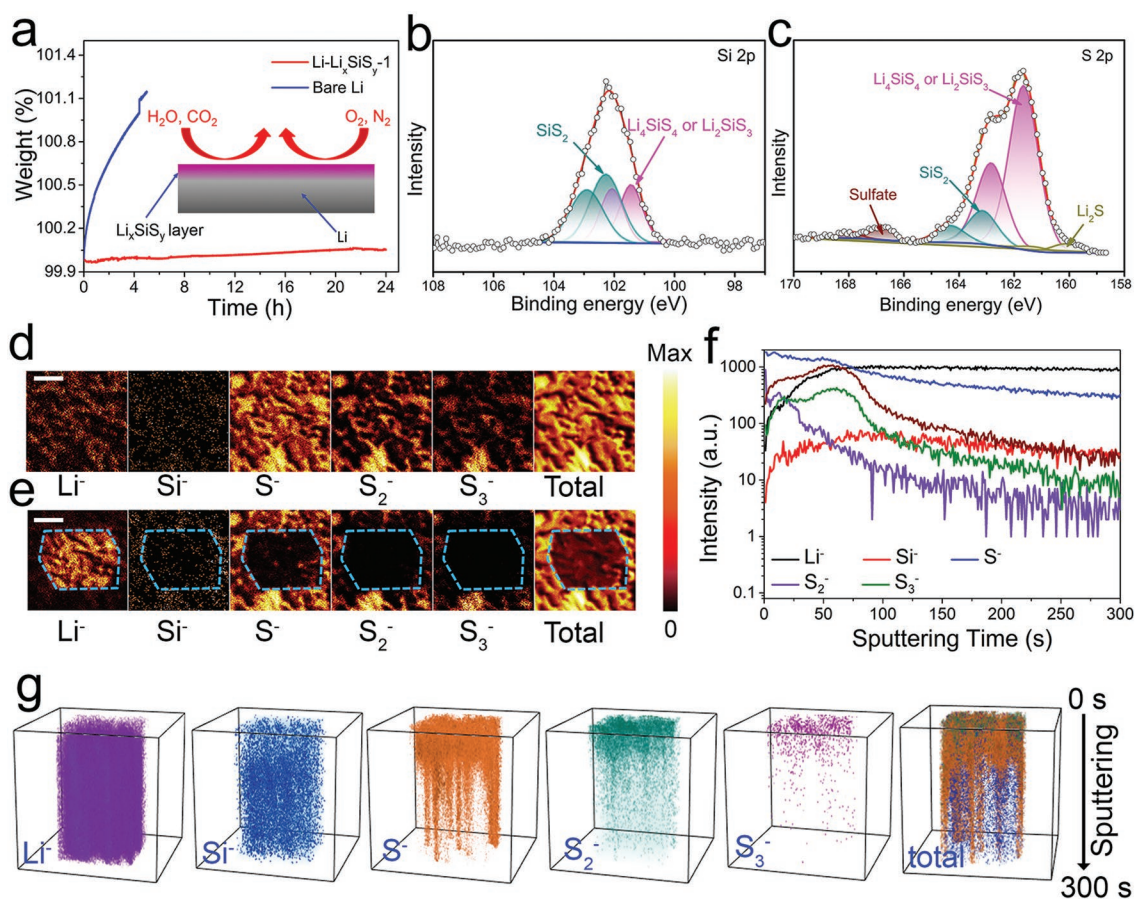 a
101.4
101.1
100.8
100.5
100.2
99.9
Weight (%)
0 4 8 12 16 20 24
Time (h)
Li-LiₓSiSᵧ-1
Bare Li
H₂O, CO₂
O₂, N₂
LiₓSiSᵧ layer
Li
b
Si 2p
SiS₂
Li₄SiS₄ or Li₂SiS₃
Intensity
108 106 104 102 100 98
Binding energy (eV)
c
S 2p
Li₄SiS₄ or Li₂SiS₃
SiS₂
Sulfate
Li₂S
Intensity
170 168 166 164 162 160 158
Binding energy (eV)
d
Li⁻ Si⁻ S⁻ S₂⁻ S₃⁻ Total
e
Li⁻ Si⁻ S⁻ S₂⁻ S₃⁻ Total
Max
0
f
1000
100
10
1
0.1
Intensity (a.u.)
Li⁻ Si⁻ S⁻
S₂⁻ S₃⁻
0 50 100 150 200 250 300
Sputtering Time (s)
g
Li⁻
Si⁻
S⁻
S₂⁻
S₃⁻
total
0 s
Sputtering
300 s